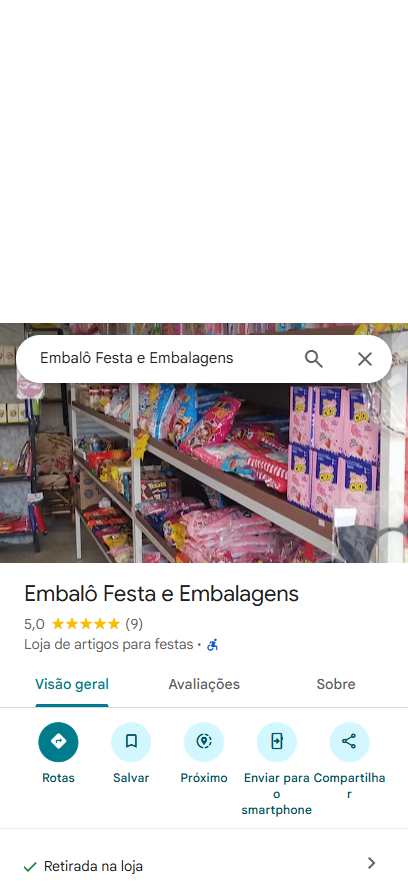 Embalô Festa e Embalagens
Embalô Festa e Embalagens
5,0 (9)
Loja de artigos para festas ·
Visão geral
Avaliações
Sobre
Rotas
Salvar
Próximo
Enviar para o smartphone
Compartilhar
Retirada na loja